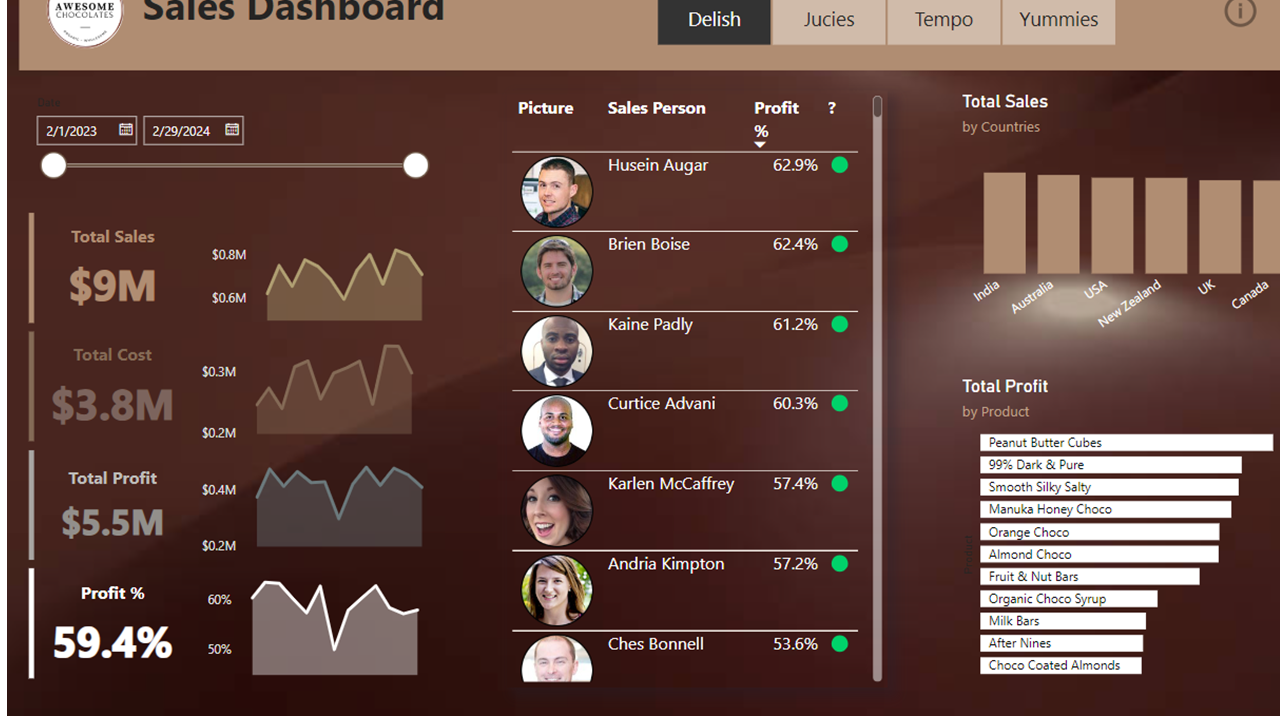 AWESOME
CHOCOLATES
Sales Dashboard
Delish
Jucies
Tempo
Yummies
i
Date
2/1/2023
2/29/2024
Total Sales
$9M
$0.8M
$0.6M
Total Cost
$3.8M
$0.3M
$0.2M
Total Profit
$5.5M
$0.4M
$0.2M
Profit %
59.4%
60%
50%
Picture
Sales Person
Profit
%
?
Husein Augar
62.9%
Brien Boise
62.4%
Kaine Padly
61.2%
Curtice Advani
60.3%
Karlen McCaffrey
57.4%
Andria Kimpton
57.2%
Ches Bonnell
53.6%
Total Sales
by Countries
India
Australia
USA
New Zealand
UK
Canada
Total Profit
by Product
Peanut Butter Cubes
99% Dark & Pure
Smooth Silky Salty
Manuka Honey Choco
Orange Choco
Almond Choco
Fruit & Nut Bars
Organic Choco Syrup
Milk Bars
After Nines
Choco Coated Almonds